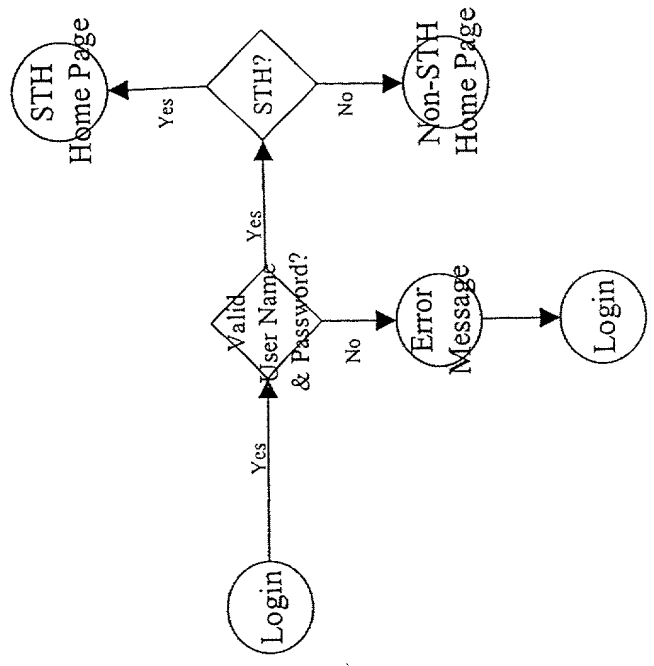 Login
Yes
Valid
User Name
& Password?
Yes
STH?
Yes
STH
Home Page
No
Non-STH
Home Page
No
Error
Message
Login